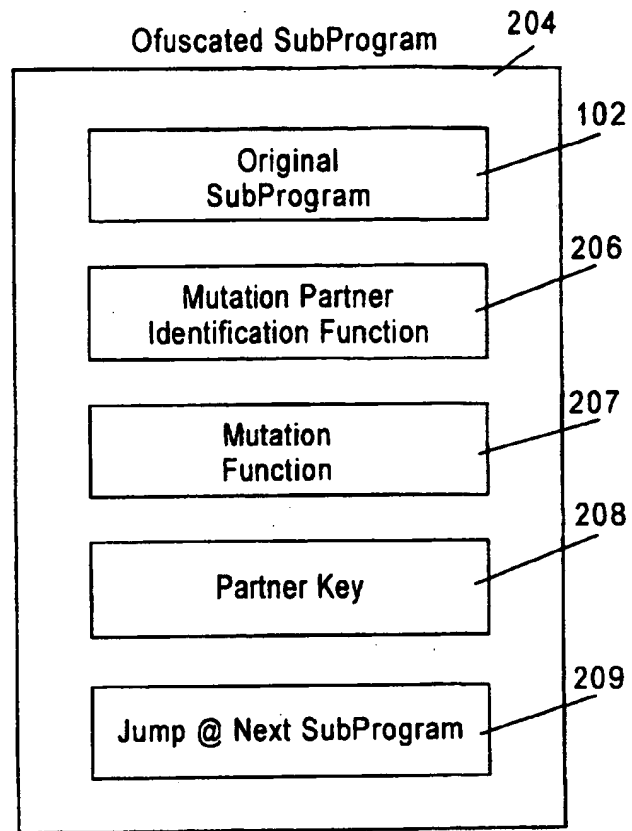 Ofuscated SubProgram
204
102
Original
SubProgram
206
Mutation Partner
Identification Function
207
Mutation
Function
208
Partner Key
209
Jump @ Next SubProgram